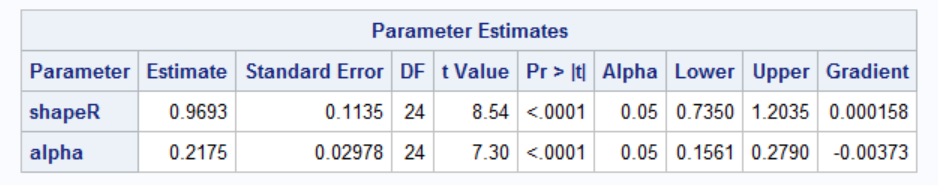 Parameter Estimates
Parameter Estimate Standard Error DF t Value Pr > |t| Alpha Lower Upper Gradient
shapeR 0.9693 0.1135 24 8.54 <.0001 0.05 0.7350 1.2035 0.000158
alpha 0.2175 0.02978 24 7.30 <.0001 0.05 0.1561 0.2790 -0.00373